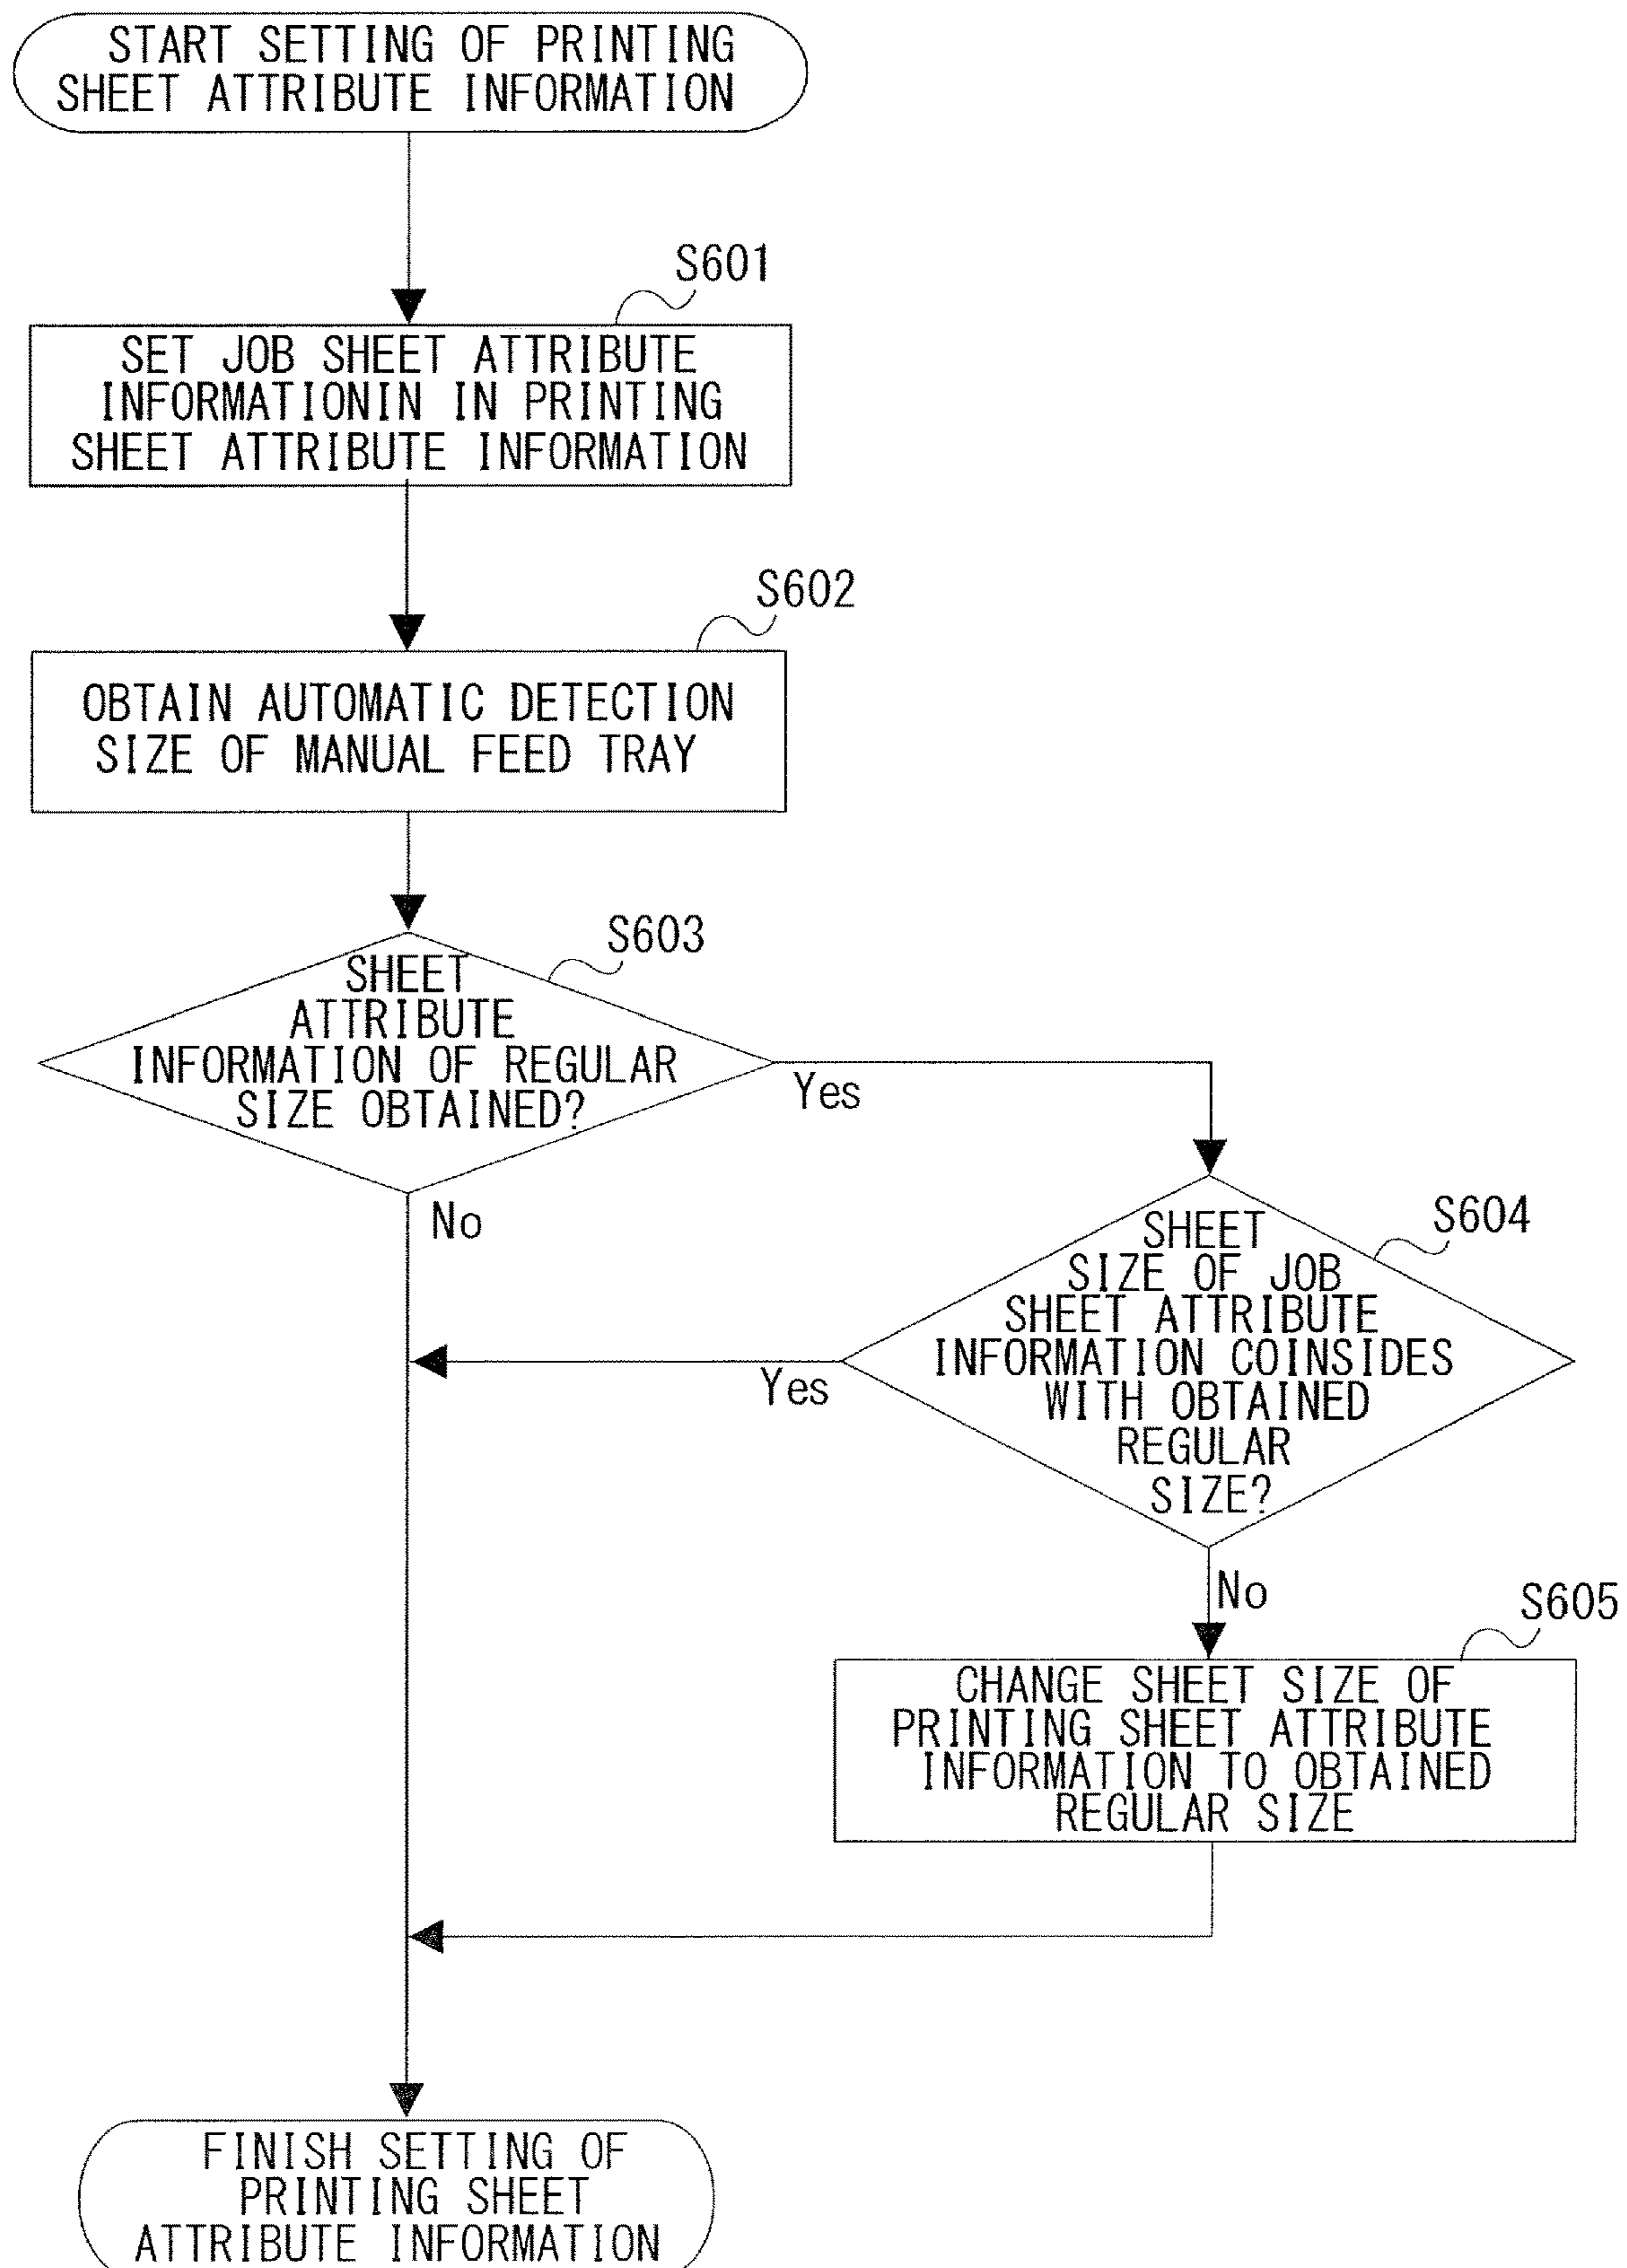 START SETTING OF PRINTING
SHEET ATTRIBUTE INFORMATION
S601
SET JOB SHEET ATTRIBUTE
INFORMATIONIN IN PRINTING
SHEET ATTRIBUTE INFORMATION
S602
OBTAIN AUTOMATIC DETECTION
SIZE OF MANUAL FEED TRAY
S603
SHEET
ATTRIBUTE
INFORMATION OF REGULAR
SIZE OBTAINED?
Yes
No
S604
SHEET
SIZE OF JOB
SHEET ATTRIBUTE
INFORMATION COINSIDES
WITH OBTAINED
REGULAR
SIZE?
Yes
No
S605
CHANGE SHEET SIZE OF
PRINTING SHEET ATTRIBUTE
INFORMATION TO OBTAINED
REGULAR SIZE
FINISH SETTING OF
PRINTING SHEET
ATTRIBUTE INFORMATION